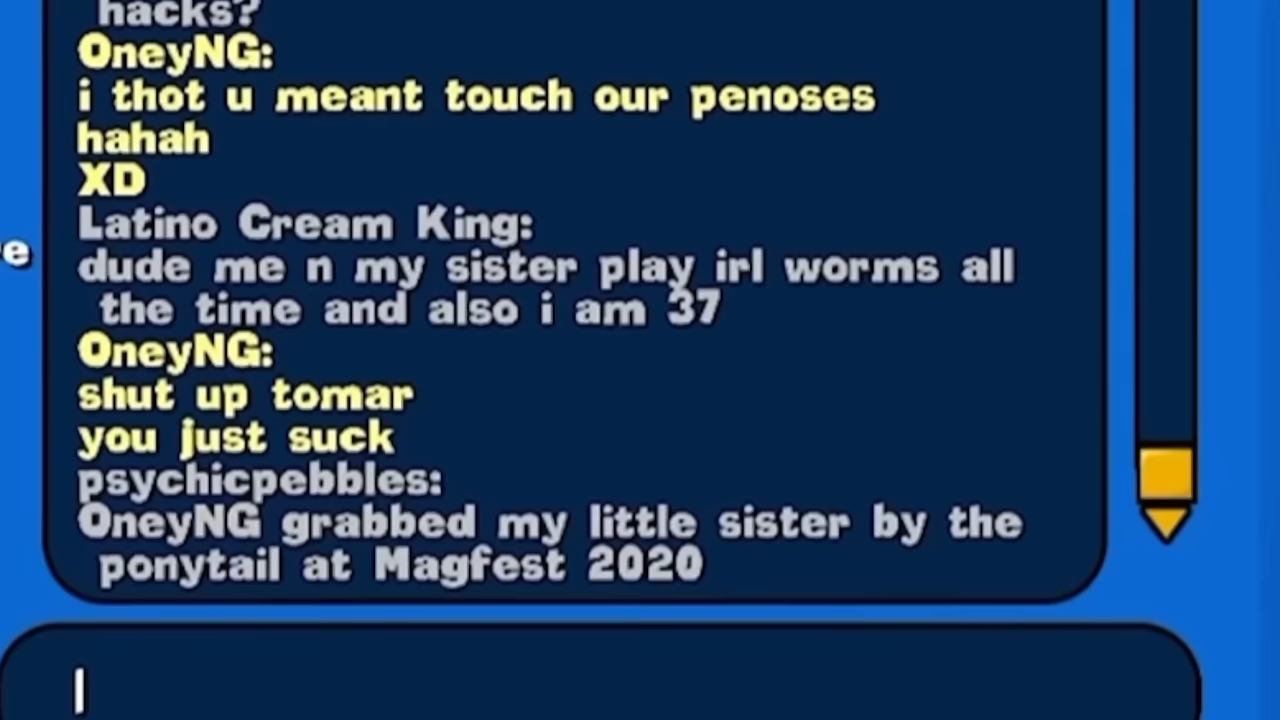 hacks?
OneyNG:
i thot u meant touch our penoses
hahah
XD
Latino Cream King:
e
dude me n my sister play irl worms all
the time and also i am 37
OneyNG:
shut up tomar
you just suck
psychicpebbles:
OneyNG grabbed my little sister by the
ponytail at Magfest 2020